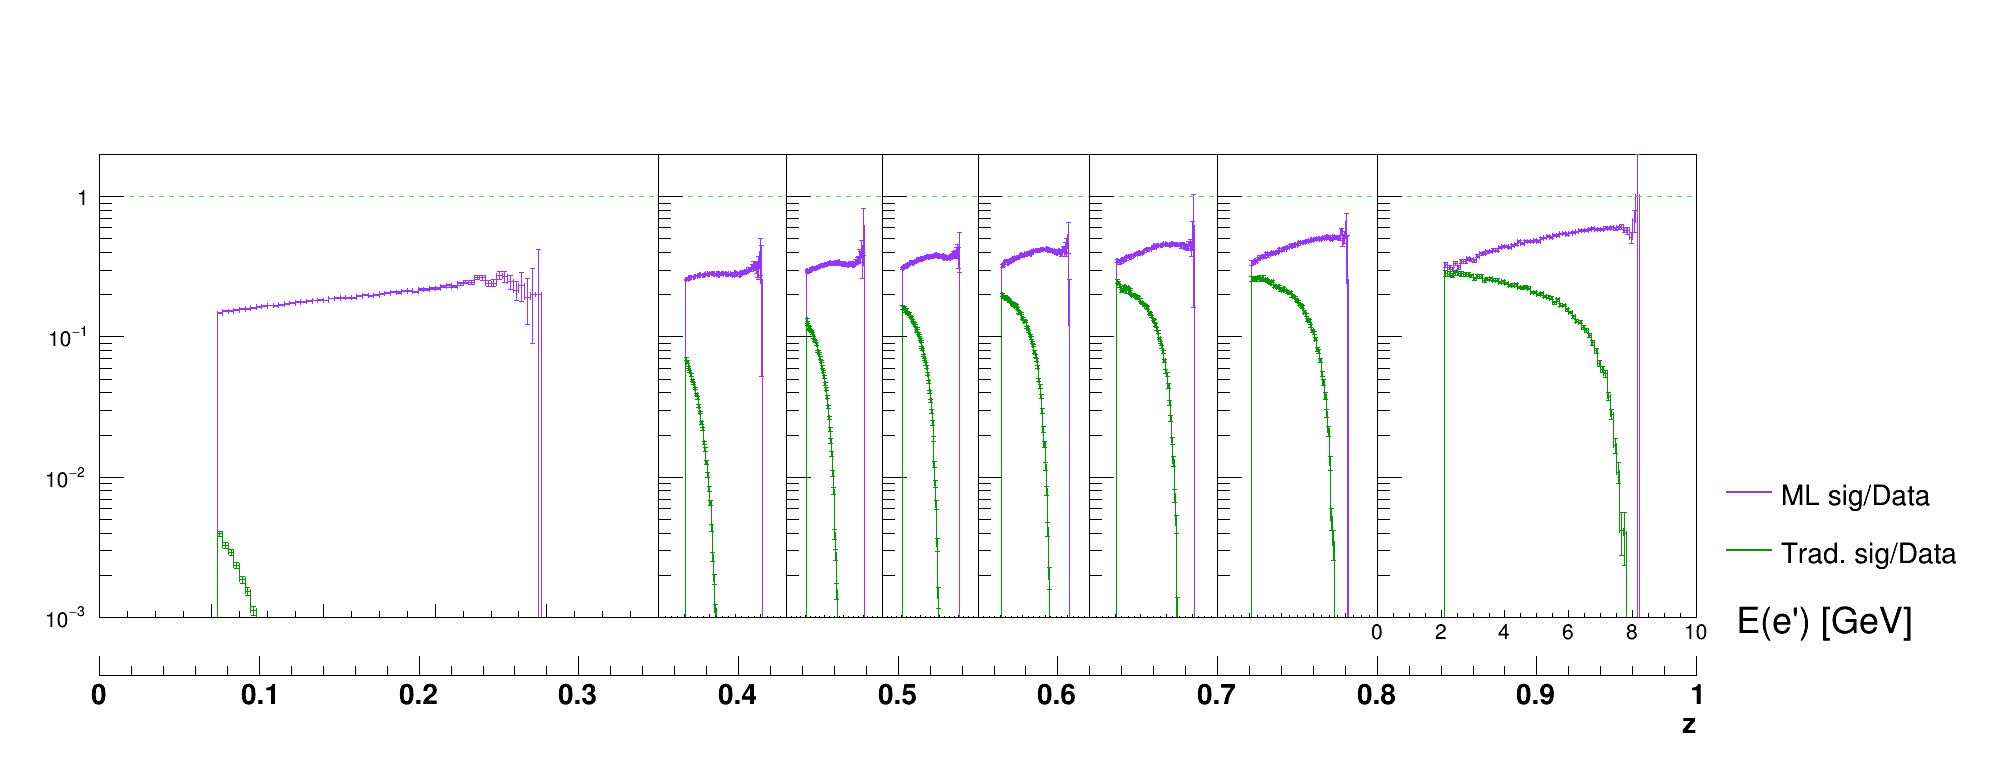 1
10⁻¹
10⁻²
10⁻³
ML sig/Data
Trad. sig/Data
E(e') [GeV]
0 2 4 6 8 10
0 0.1 0.2 0.3 0.4 0.5 0.6 0.7 0.8 0.9 1
z